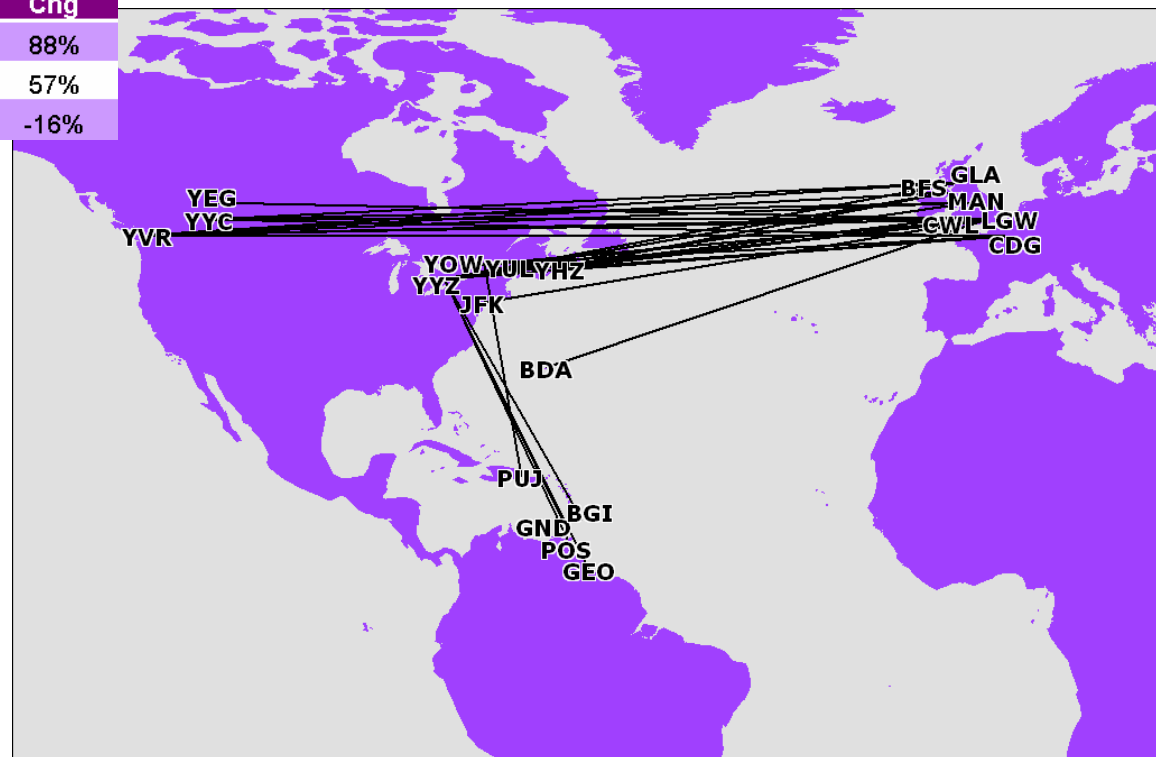 Chg
88%
57%
-16%
GLA
BFS
YEG
MAN
YYC
LGW
CWL
YVR
CDG
YOW
YUL
YHZ
YYZ
JFK
BDA
PUJ
BGI
GND
POS
GEO